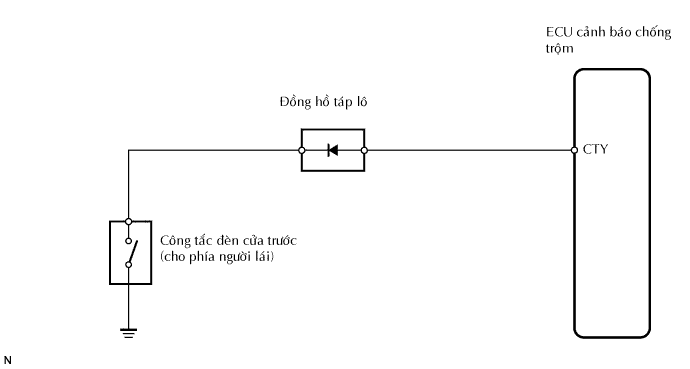 ECU cảnh báo chống
trộm
Đồng hồ táp lô
CTY
Công tắc đèn cửa trước
(cho phía người lái)
N